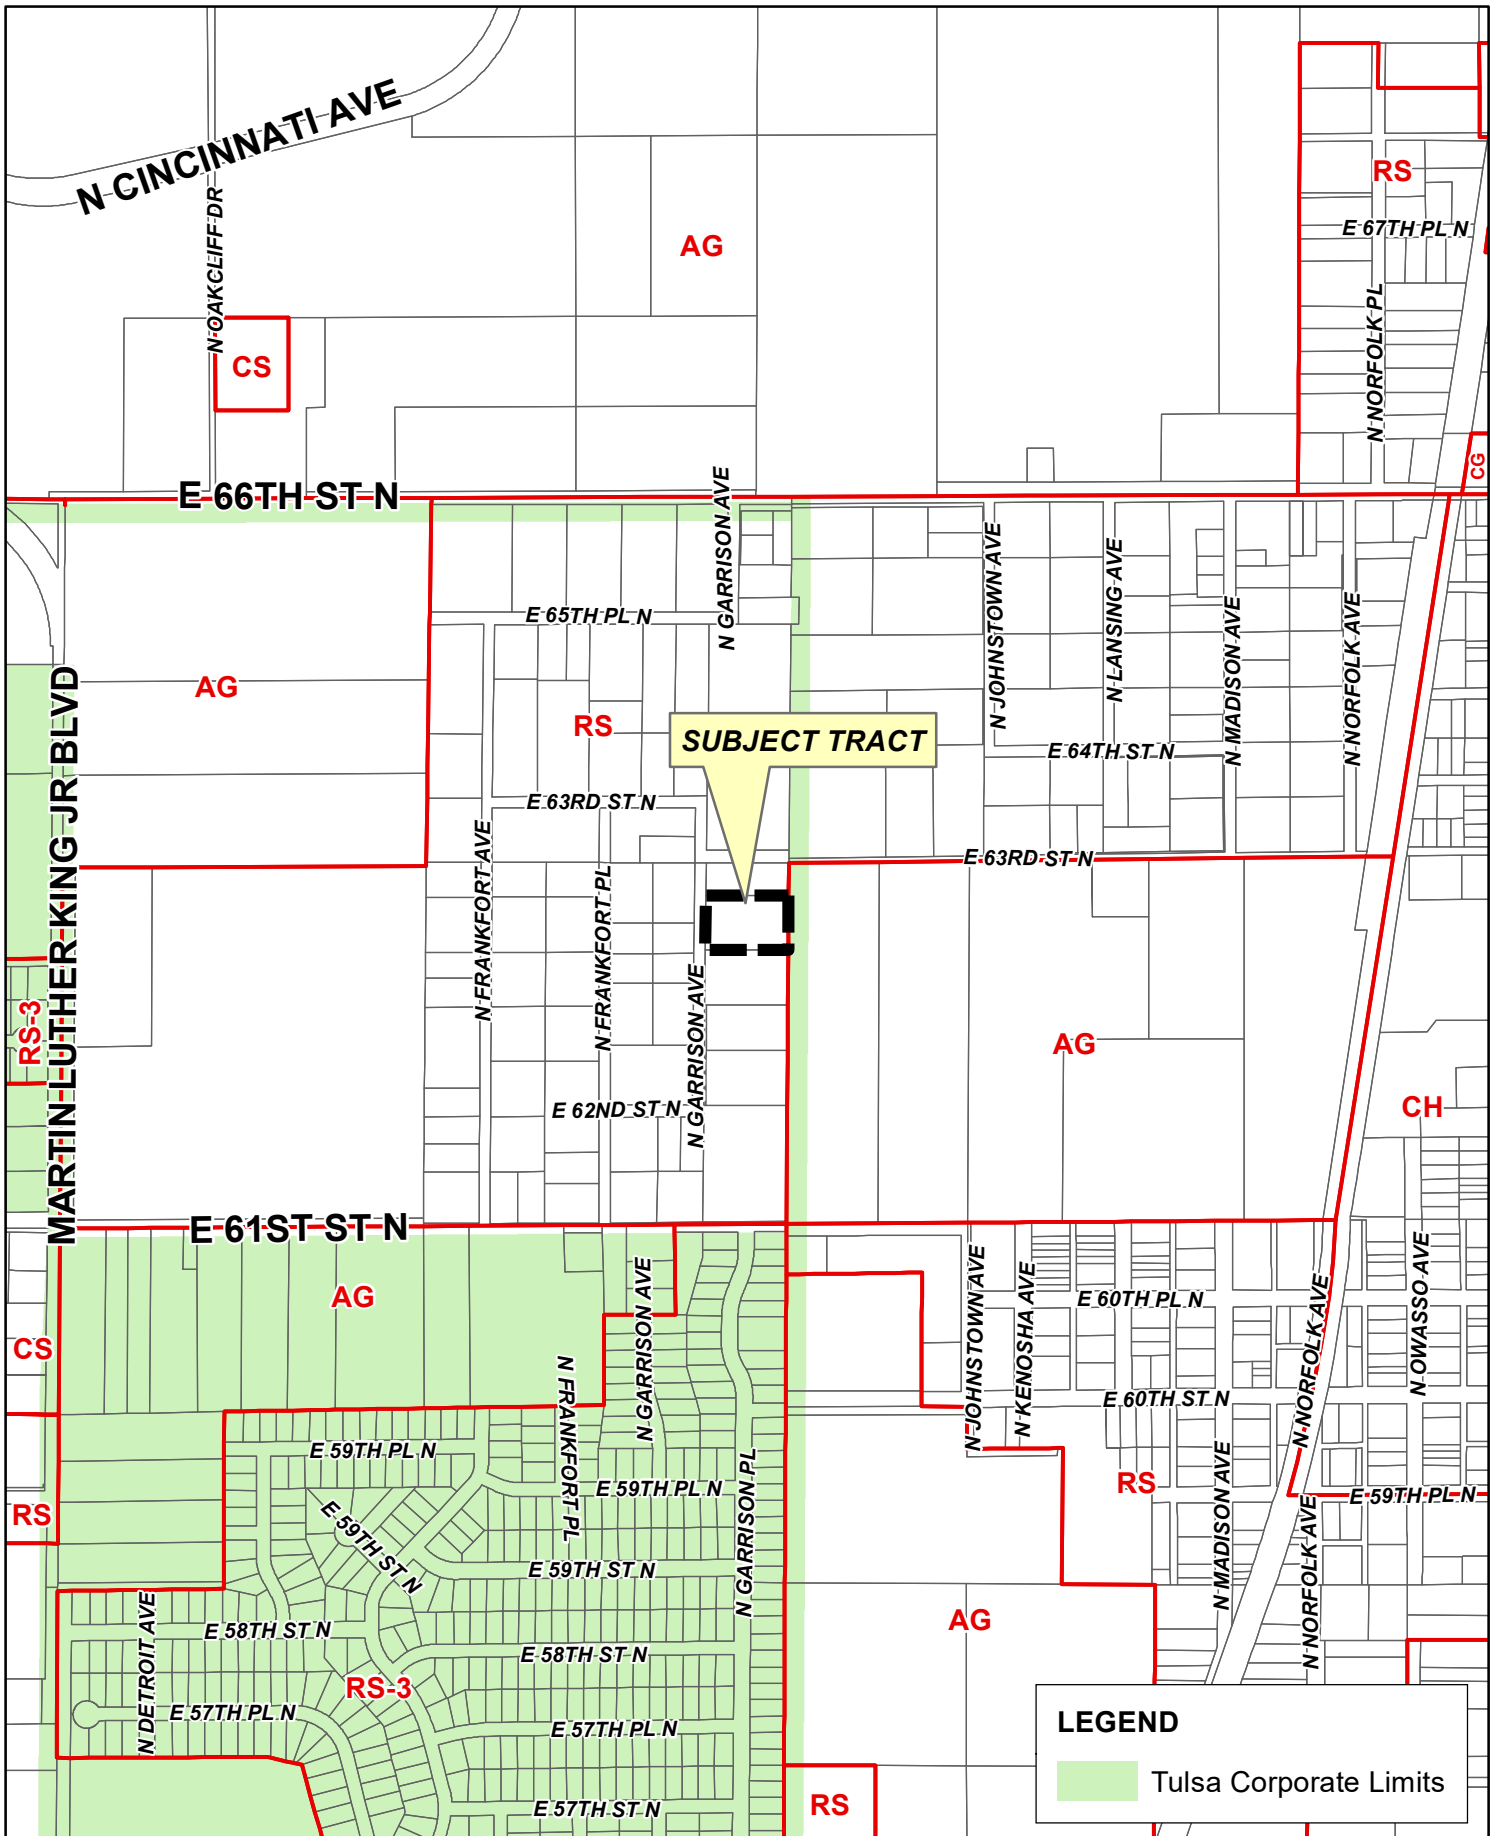 N CINCINNATI AVE
N OAKCLIFF DR
AG
RS
E 67TH PL N
N NORFOLK PL
CS
CG
E 66TH ST N
N GARRISON AVE
N JOHNSTOWN AVE
N LANSING AVE
N MADISON AVE
N NORFOLK AVE
E 65TH PL N
AG
RS
SUBJECT TRACT
E 64TH ST N
MARTIN LUTHER KING JR BLVD
E 63RD ST N
E 63RD ST N
N FRANKFORT AVE
N FRANKFORT PL
N GARRISON AVE
RS-3
AG
CH
E 62ND ST N
E 61ST ST N
AG
N GARRISON AVE
N JOHNSTOWN AVE
N KENOSHA AVE
E 60TH PL N
N NORFOLK AVE
N OWASSO AVE
CS
N FRANKFORT PL
E 60TH ST N
E 59TH PL N
E 59TH PL N
N GARRISON PL
RS
N MADISON AVE
E 59TH PL N
RS
E 59TH ST N
E 59TH ST N
N NORFOLK AVE
N DETROIT AVE
E 58TH ST N
AG
E 58TH ST N
RS-3
E 57TH PL N
E 57TH PL N
E 57TH ST N
RS
LEGEND
Tulsa Corporate Limits